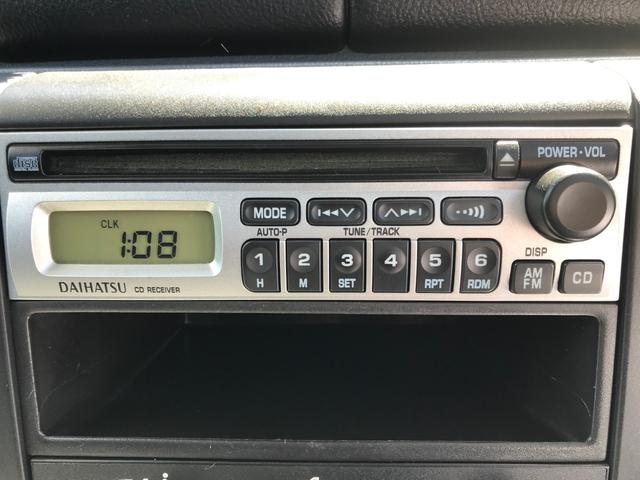 disc
POWER • VOL
CLK
1:08
MODE
AUTO-P
TUNE/TRACK
DISP
1 2 3 4 5 6
H M SET RPT RDM
AM
FM
CD
DAIHATSU CD RECEIVER